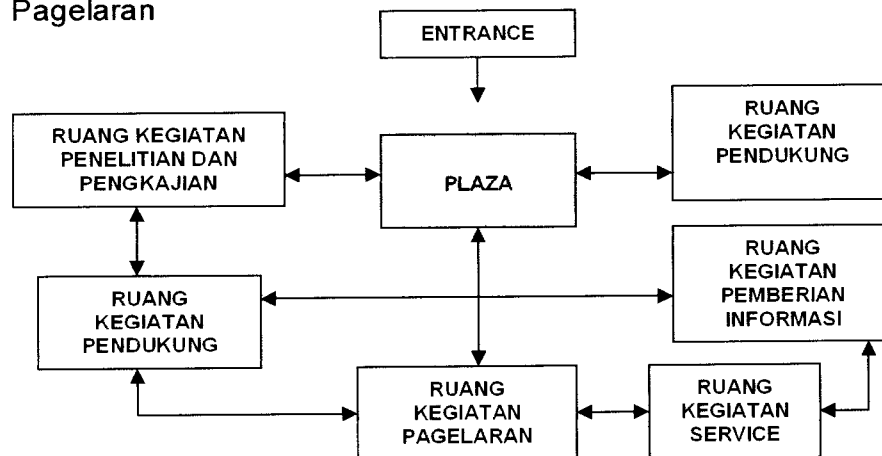 Pagelaran
ENTRANCE
RUANG KEGIATAN
PENELITIAN DAN
PENGKAJIAN
PLAZA
RUANG
KEGIATAN
PENDUKUNG
RUANG
KEGIATAN
PENDUKUNG
RUANG
KEGIATAN
PEMBERIAN
INFORMASI
RUANG
KEGIATAN
PAGELARAN
RUANG
KEGIATAN
SERVICE